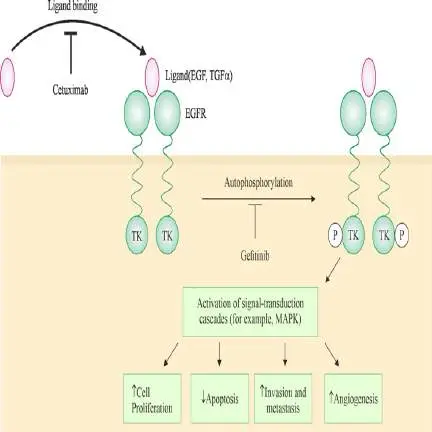 Ligand binding
Cetuximab
Ligand(EGF, TGFα)
EGFR
Autophosphorylation
TK
TK
Gefitinib
P
TK
TK
P
Activation of signal-transduction
cascades (for example, MAPK)
↑Cell
Proliferation
↓Apoptosis
↑Invasion and
metastasis
↑Angiogenesis